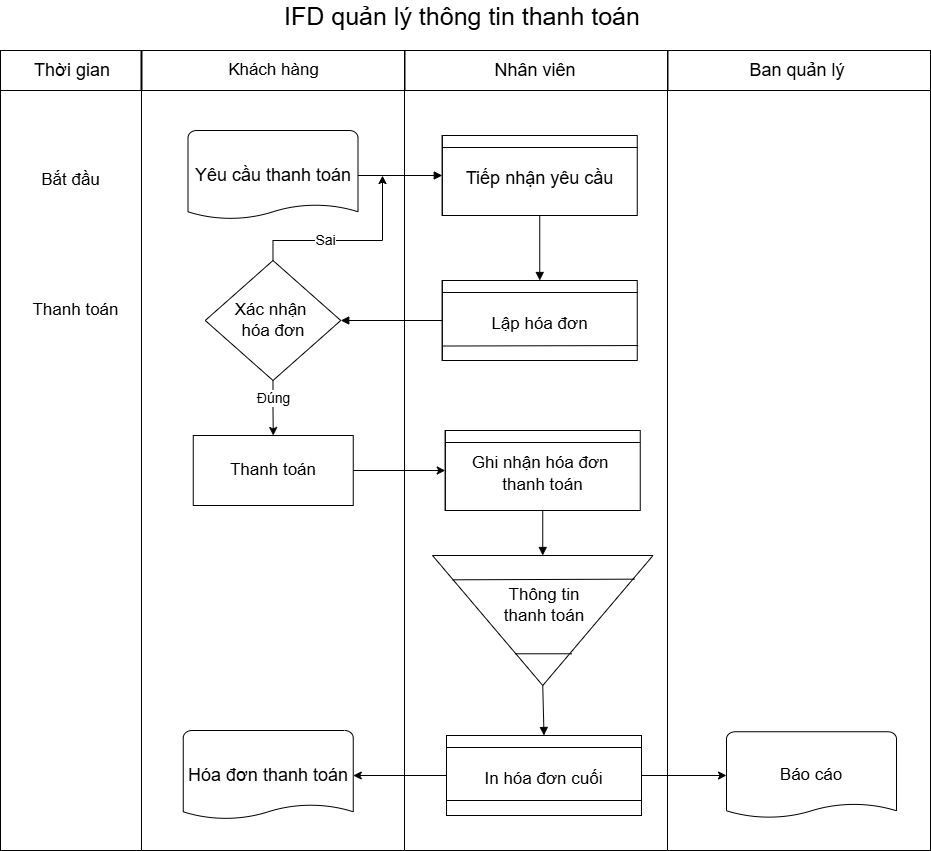 IFD quản lý thông tin thanh toán
Thời gian
Khách hàng
Nhân viên
Ban quản lý
Bắt đầu
Yêu cầu thanh toán
Tiếp nhận yêu cầu
Sai
Thanh toán
Xác nhận
hóa đơn
Lập hóa đơn
Đúng
Thanh toán
Ghi nhận hóa đơn
thanh toán
Thông tin
thanh toán
Hóa đơn thanh toán
In hóa đơn cuối
Báo cáo